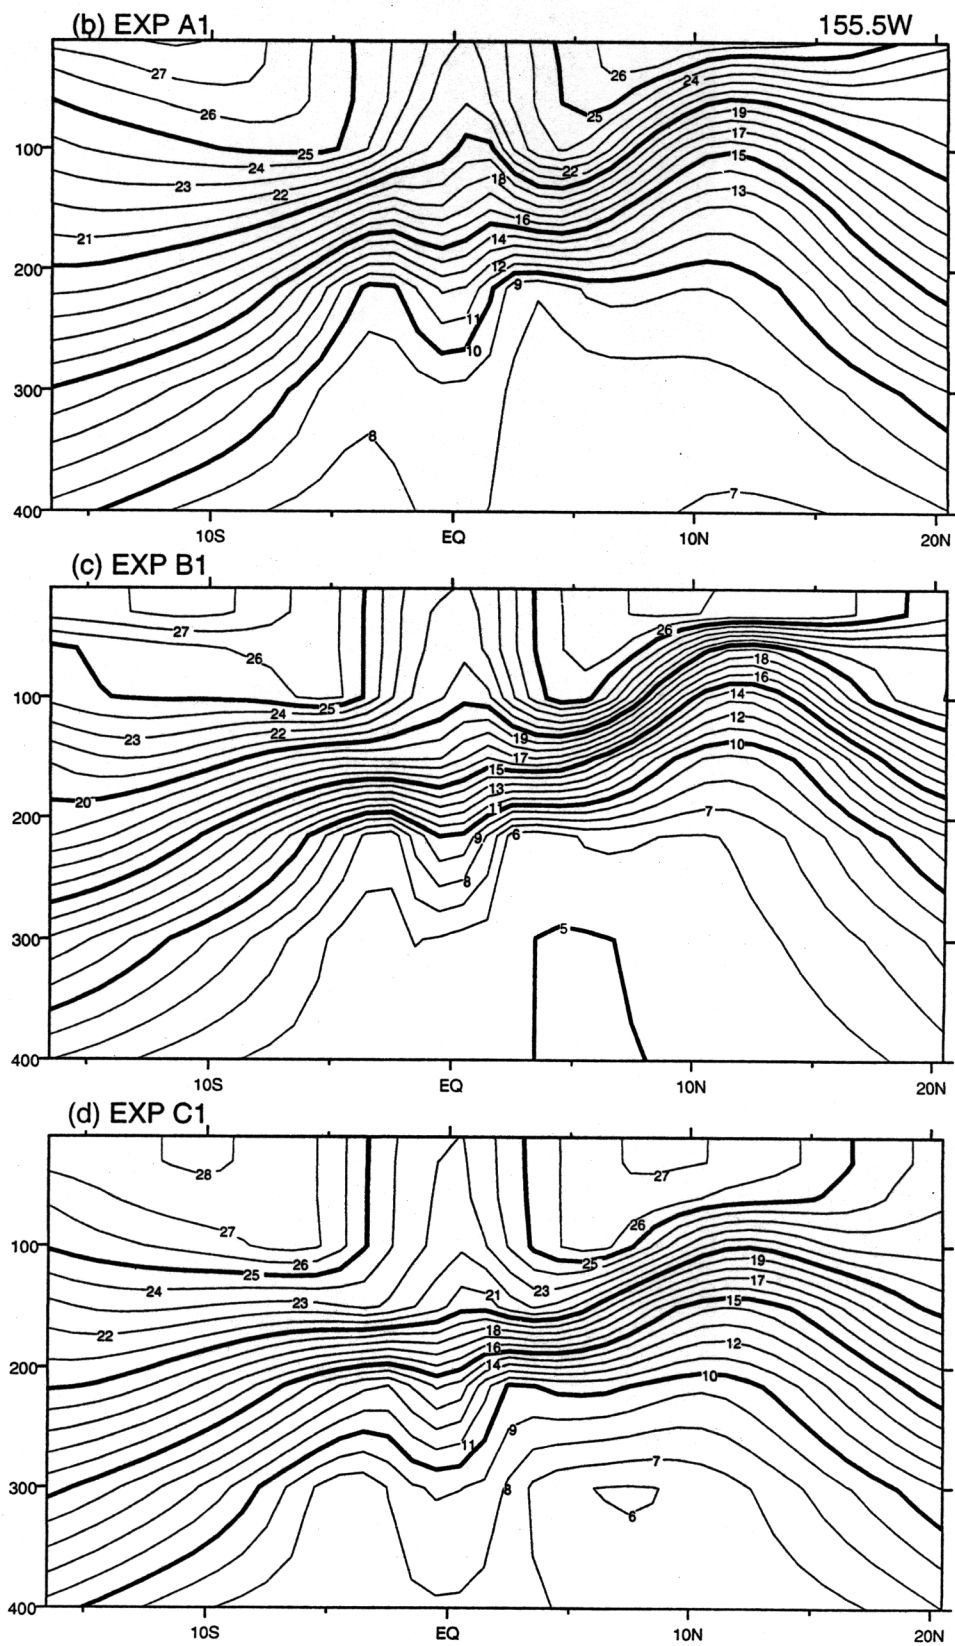 (b) EXP A1 155.5W
27 26
26 24
25 19
17
100 25 22 15
24 18
23 22 13
16
21 14
200 12
9
11
10
300
8
7
400
10S EQ 10N 20N
(c) EXP B1
27 26
26 18
16
100 25 14
24
22 19 12
23 17 10
15
20 13
11 7
200 9 6
8
5
300
400
10S EQ 10N 20N
(d) EXP C1
28 27
27 26
100 26 25 19
25 23 17
24 21
23 15
22 18
16 12
200 14 10
9
11 7
300 8
6
400
10S EQ 10N 20N